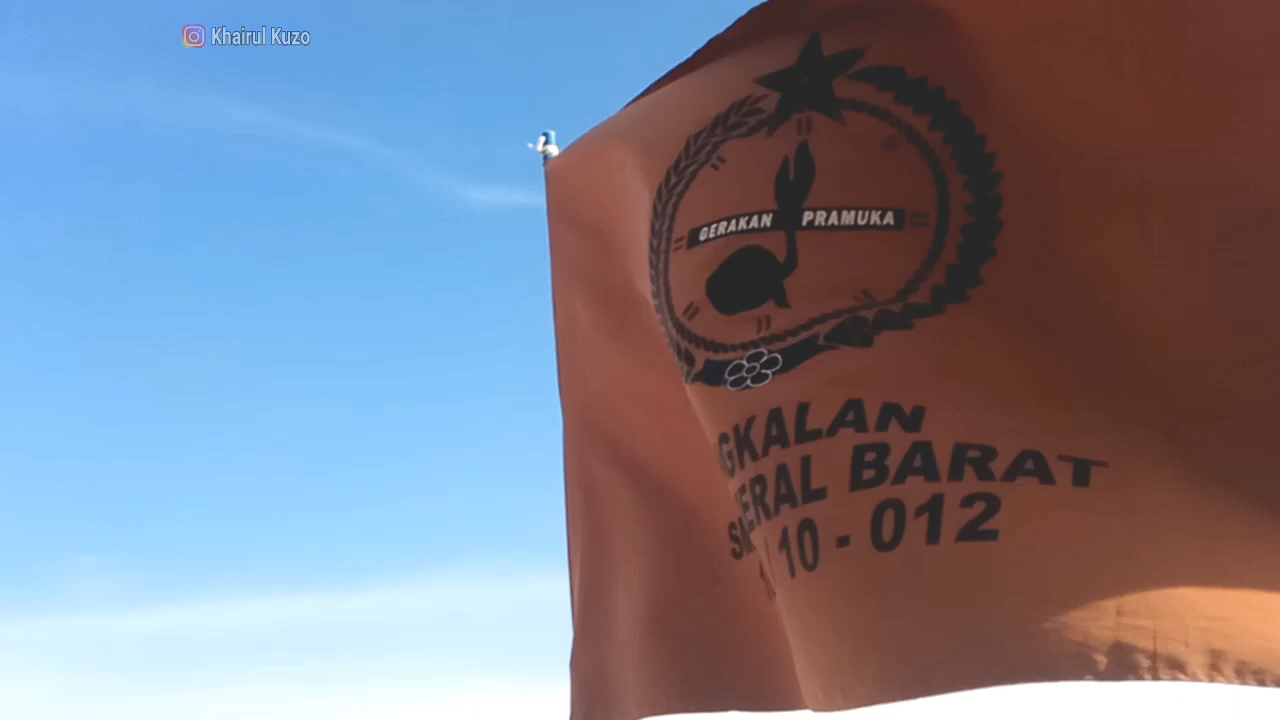 Khairul Kuzo
GERAKAN PRAMUKA
GKALAN
ERAL BARAT
10 - 012